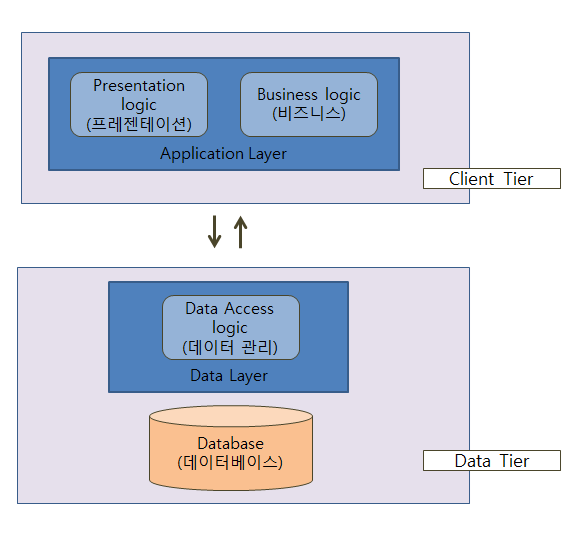 Presentation
logic
(프레젠테이션)
Business logic
(비즈니스)
Application Layer
Client Tier
Data Access
logic
(데이터 관리)
Data Layer
Database
(데이터베이스)
Data Tier